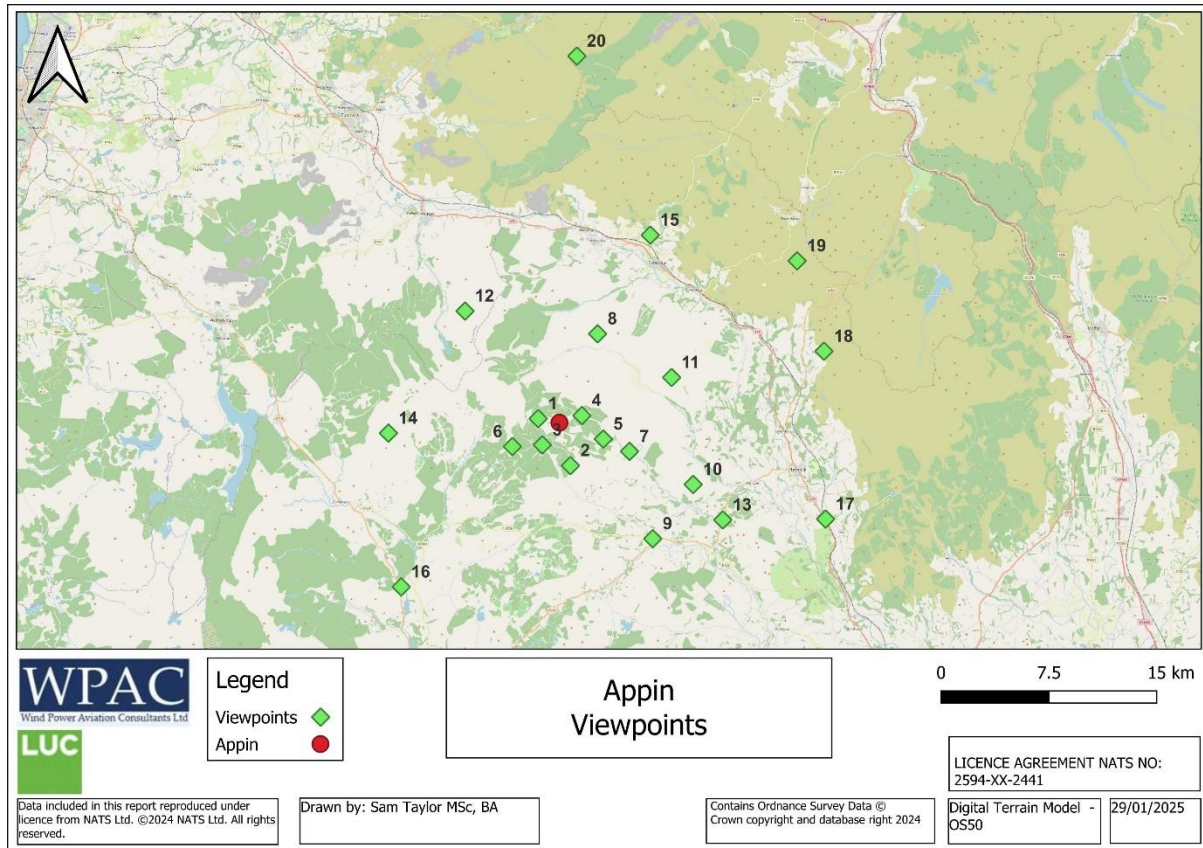 20
15
19
12
8
18
11
1
4
14
3
5
6
7
2
10
13
17
9
16
WPAC
Wind Power Aviation Consultants Ltd
LUC
Legend
Viewpoints
Appin
Appin
Viewpoints
0 7.5 15 km
LICENCE AGREEMENT NATS NO:
2594-XX-2441
Data included in this report reproduced under
licence from NATS Ltd. ©2024 NATS Ltd. All rights
reserved.
Drawn by: Sam Taylor MSc, BA
Contains Ordnance Survey Data ©
Crown copyright and database right 2024
Digital Terrain Model -
OS50
29/01/2025